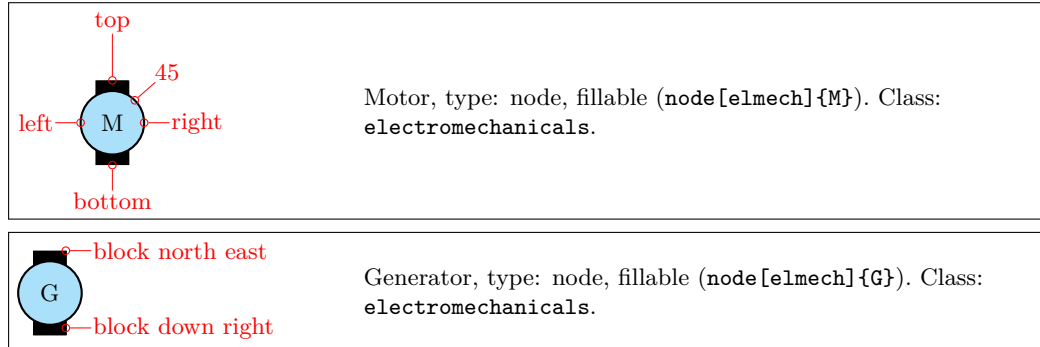 top
45
left
M
right
bottom
Motor, type: node, fillable (node[elmech]{M}). Class:
electromechanicals.
block north east
G
block down right
Generator, type: node, fillable (node[elmech]{G}). Class:
electromechanicals.